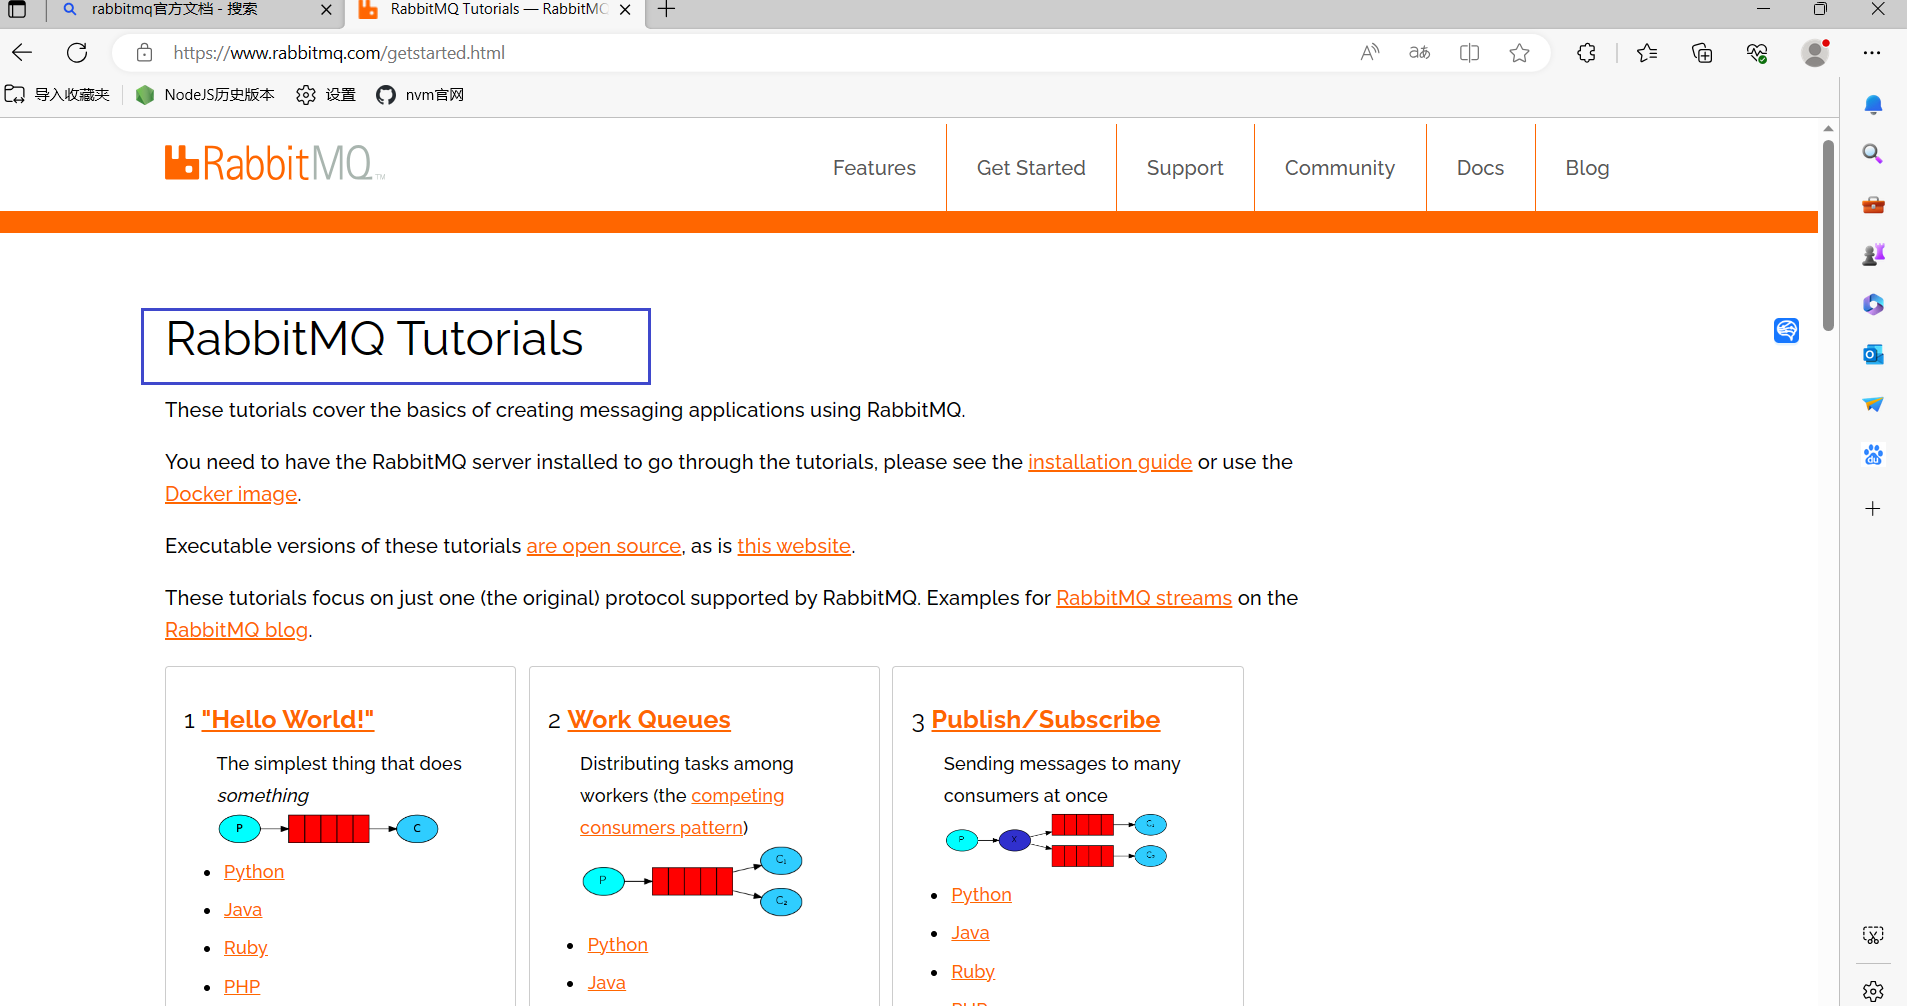 rabbitmq官方文档 - 搜索
RabbitMQ Tutorials — RabbitMQ
https://www.rabbitmq.com/getstarted.html
导入收藏夹 NodeJS历史版本 设置 nvm官网
RabbitMQ™
Features Get Started Support Community Docs Blog
RabbitMQ Tutorials
These tutorials cover the basics of creating messaging applications using RabbitMQ.
You need to have the RabbitMQ server installed to go through the tutorials, please see the installation guide or use the
Docker image.
Executable versions of these tutorials are open source, as is this website.
These tutorials focus on just one (the original) protocol supported by RabbitMQ. Examples for RabbitMQ streams on the
RabbitMQ blog.
1 "Hello World!"
The simplest thing that does
something
P C
Python
Java
Ruby
PHP
2 Work Queues
Distributing tasks among
workers (the competing
consumers pattern)
P C₁
C₂
Python
Java
3 Publish/Subscribe
Sending messages to many
consumers at once
P X C₁
C₂
Python
Java
Ruby
PHP